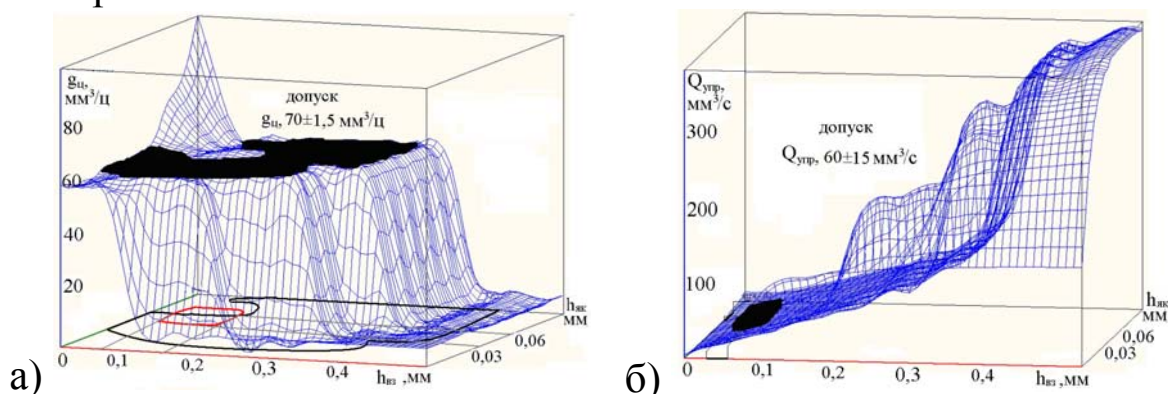 gц,
мм³/ц
80
60
40
20
0
0,1
0,2
0,3
0,4
hвз ,мм
0,03
0,06
hяк
мм
допуск
gц, 70±1,5 мм³/ц
а)
Qупр,
мм³/с
300
200
100
0
0,1
0,2
0,3
0,4
hвз ,мм
0,03
0,06
hяк
мм
допуск
Qупр, 60±15 мм³/с
б)